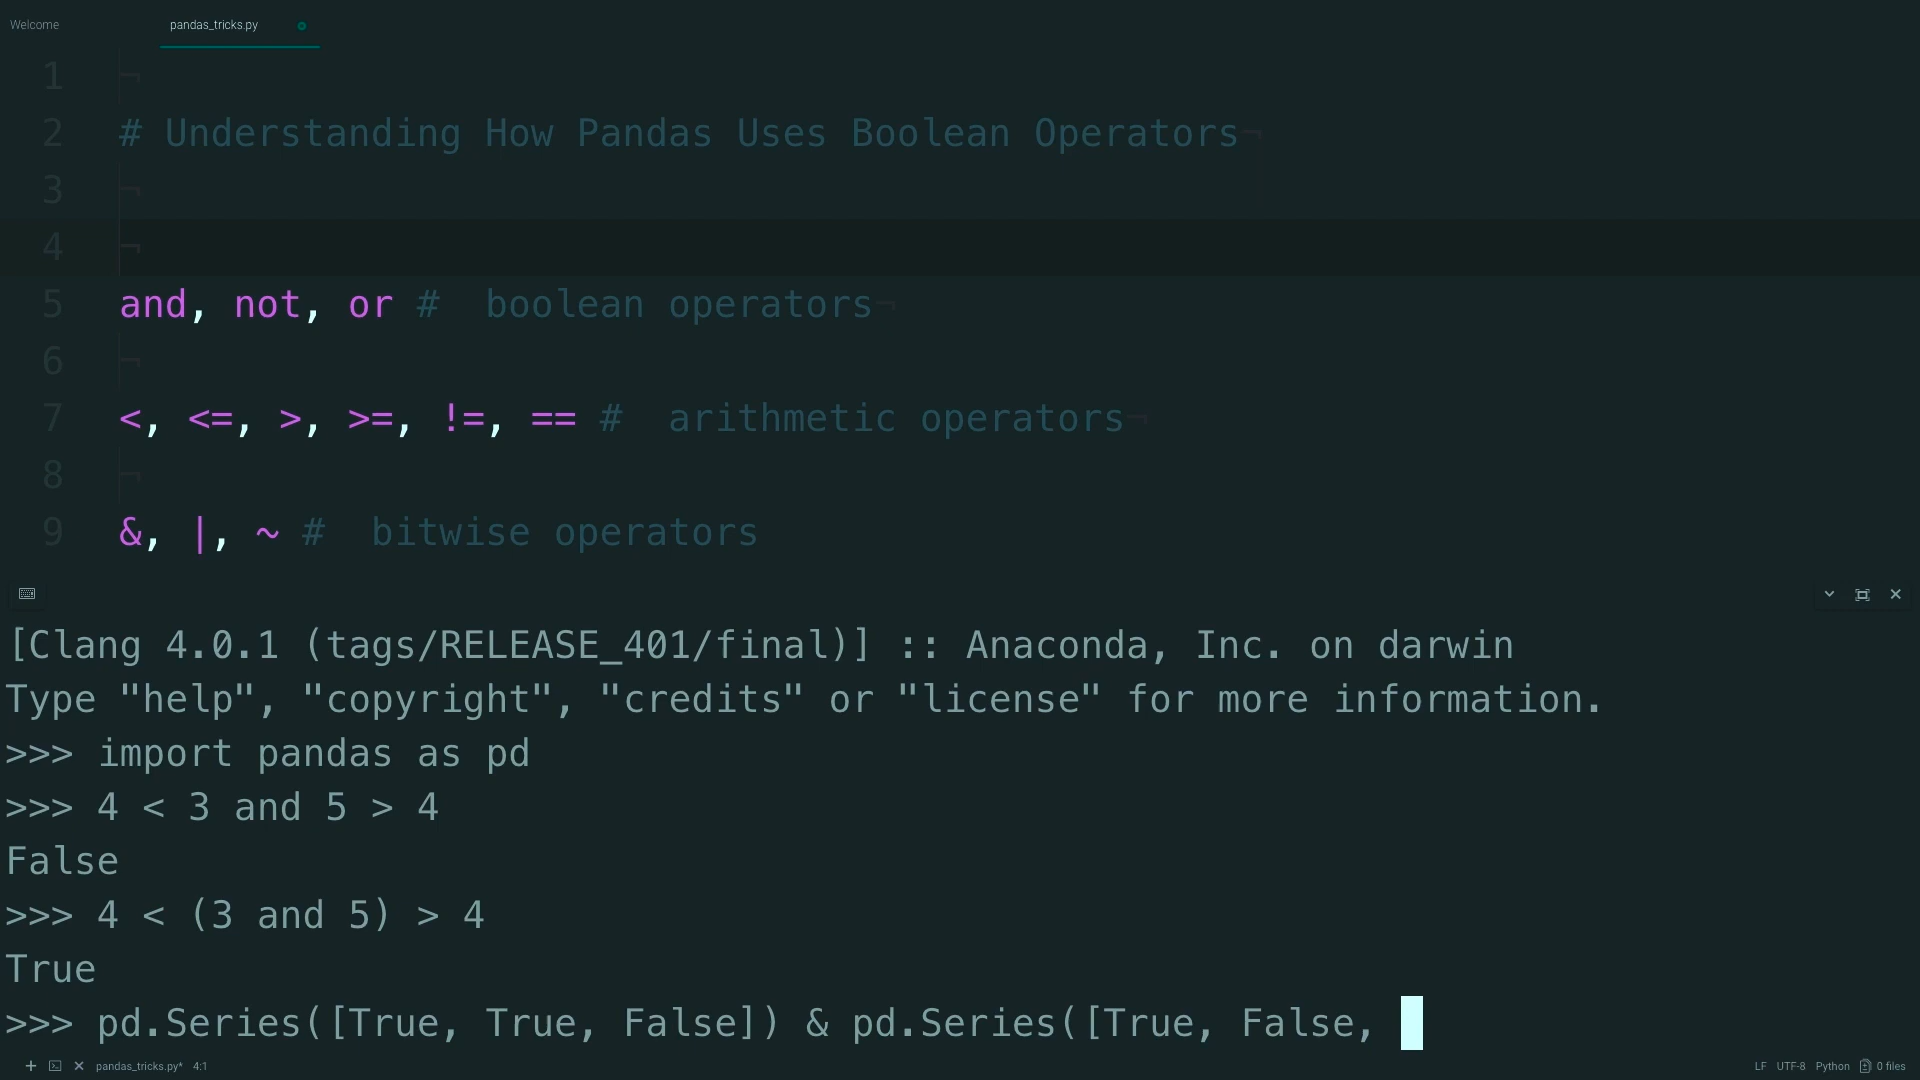 Welcome
pandas_tricks.py
1 ¬
2 # Understanding How Pandas Uses Boolean Operators¬
3 ¬
4 ¬
5 and, not, or #  boolean operators¬
6 ¬
7 <, <=, >, >=, !=, == #  arithmetic operators¬
8 ¬
9 &, |, ~ #  bitwise operators
[Clang 4.0.1 (tags/RELEASE_401/final)] :: Anaconda, Inc. on darwin
Type "help", "copyright", "credits" or "license" for more information.
>>> import pandas as pd
>>> 4 < 3 and 5 > 4
False
>>> 4 < (3 and 5) > 4
True
>>> pd.Series([True, True, False]) & pd.Series([True, False,
pandas_tricks.py* 4:1 LF UTF-8 Python 0 files